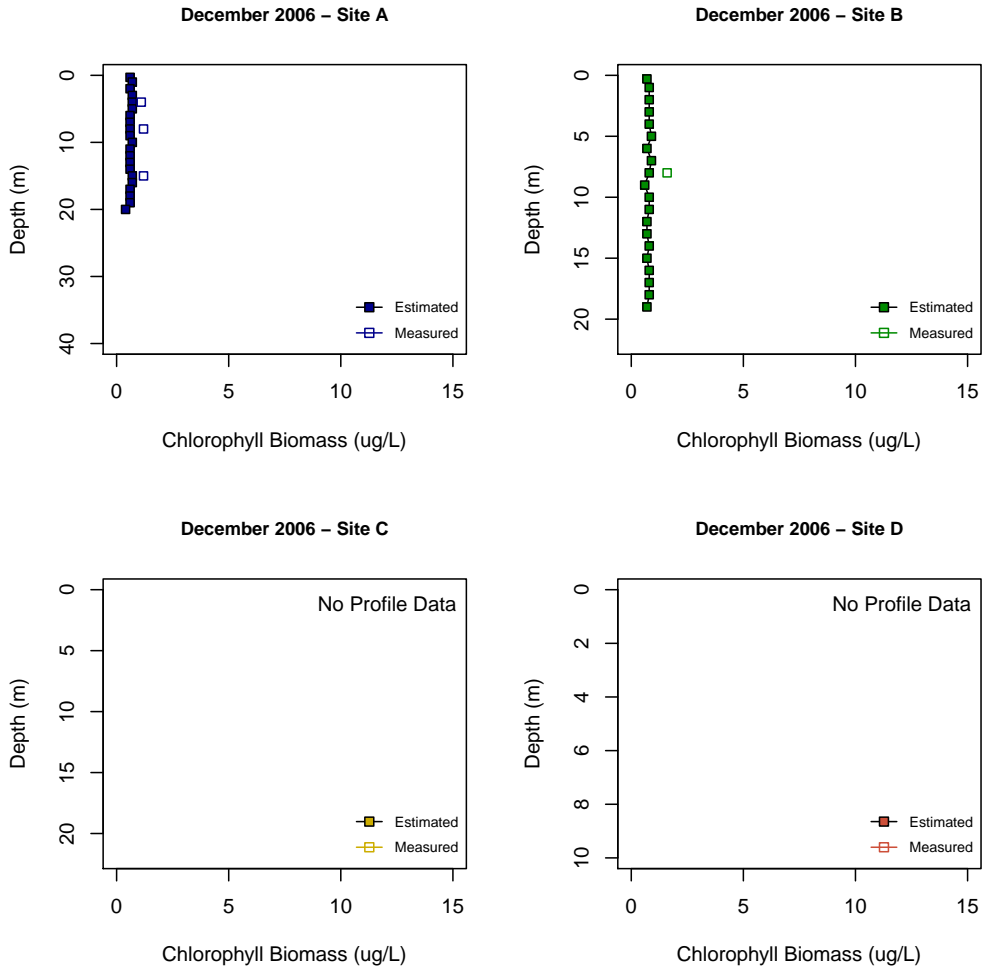 December 2006 – Site A
0
10
20
30
40
Depth (m)
Estimated
Measured
0 5 10 15
Chlorophyll Biomass (ug/L)
December 2006 – Site B
0
5
10
15
20
Depth (m)
Estimated
Measured
0 5 10 15
Chlorophyll Biomass (ug/L)
December 2006 – Site C
No Profile Data
0
5
10
15
20
Depth (m)
Estimated
Measured
0 5 10 15
Chlorophyll Biomass (ug/L)
December 2006 – Site D
No Profile Data
0
2
4
6
8
10
Depth (m)
Estimated
Measured
0 5 10 15
Chlorophyll Biomass (ug/L)